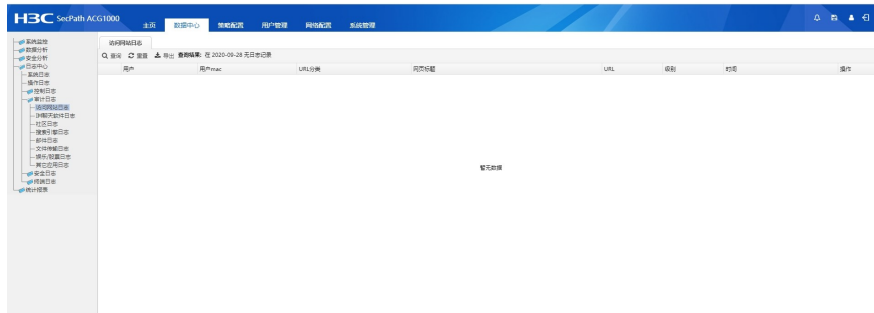 H3C SecPath ACG1000
主页 数据中心 策略配置 用户管理 网络配置 系统管理
系统监控
数据分析
安全分析
日志中心
系统日志
操作日志
控制日志
审计日志
访问网站日志
IM聊天软件日志
社区日志
搜索引擎日志
邮件日志
文件传输日志
娱乐/股票日志
其它应用日志
安全日志
终端日志
统计报表
访问网站日志
查询 重置 导出 查询结果: 在 2020-09-28 无日志记录
用户 用户mac URL分类 网页标题 URL 级别 时间 操作
暂无数据